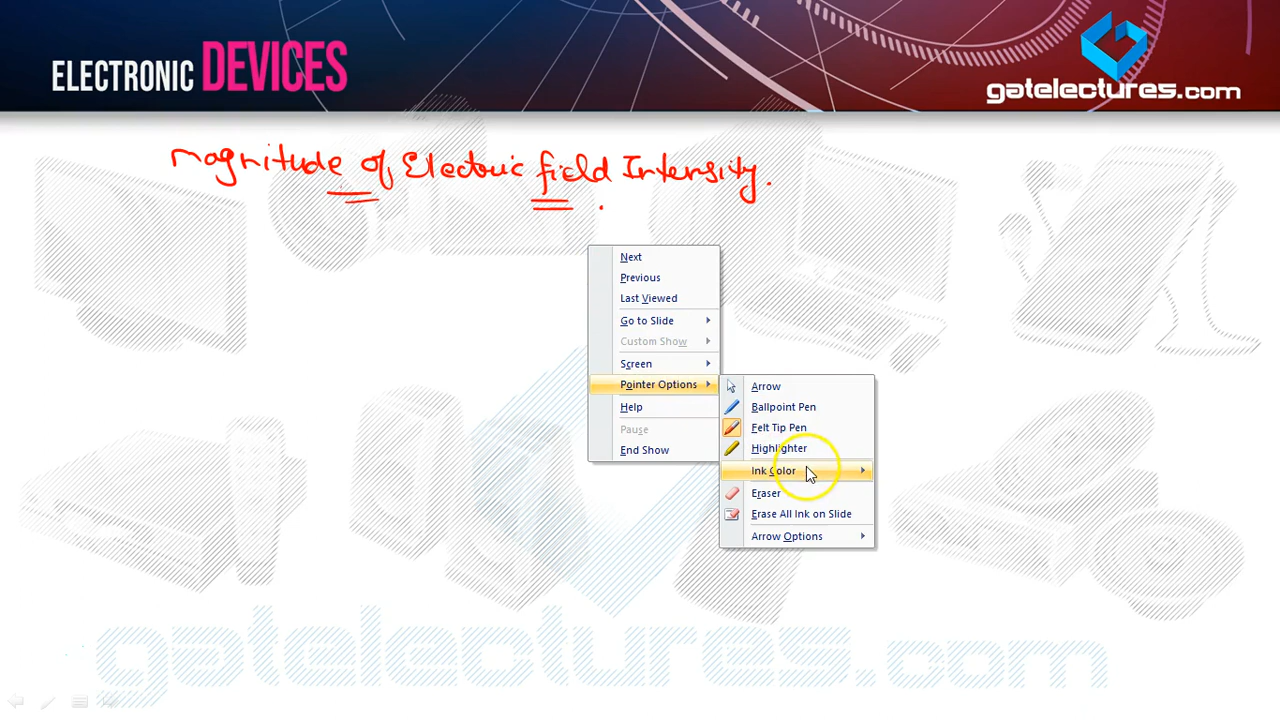 ELECTRONIC DEVICES
gatelectures.com
magnitude of Electric field Intensity.
Next
Previous
Last Viewed
Go to Slide
Custom Show
Screen
Pointer Options
Help
Pause
End Show
Arrow
Ballpoint Pen
Felt Tip Pen
Highlighter
Ink Color
Eraser
Erase All Ink on Slide
Arrow Options
gatelectures.com